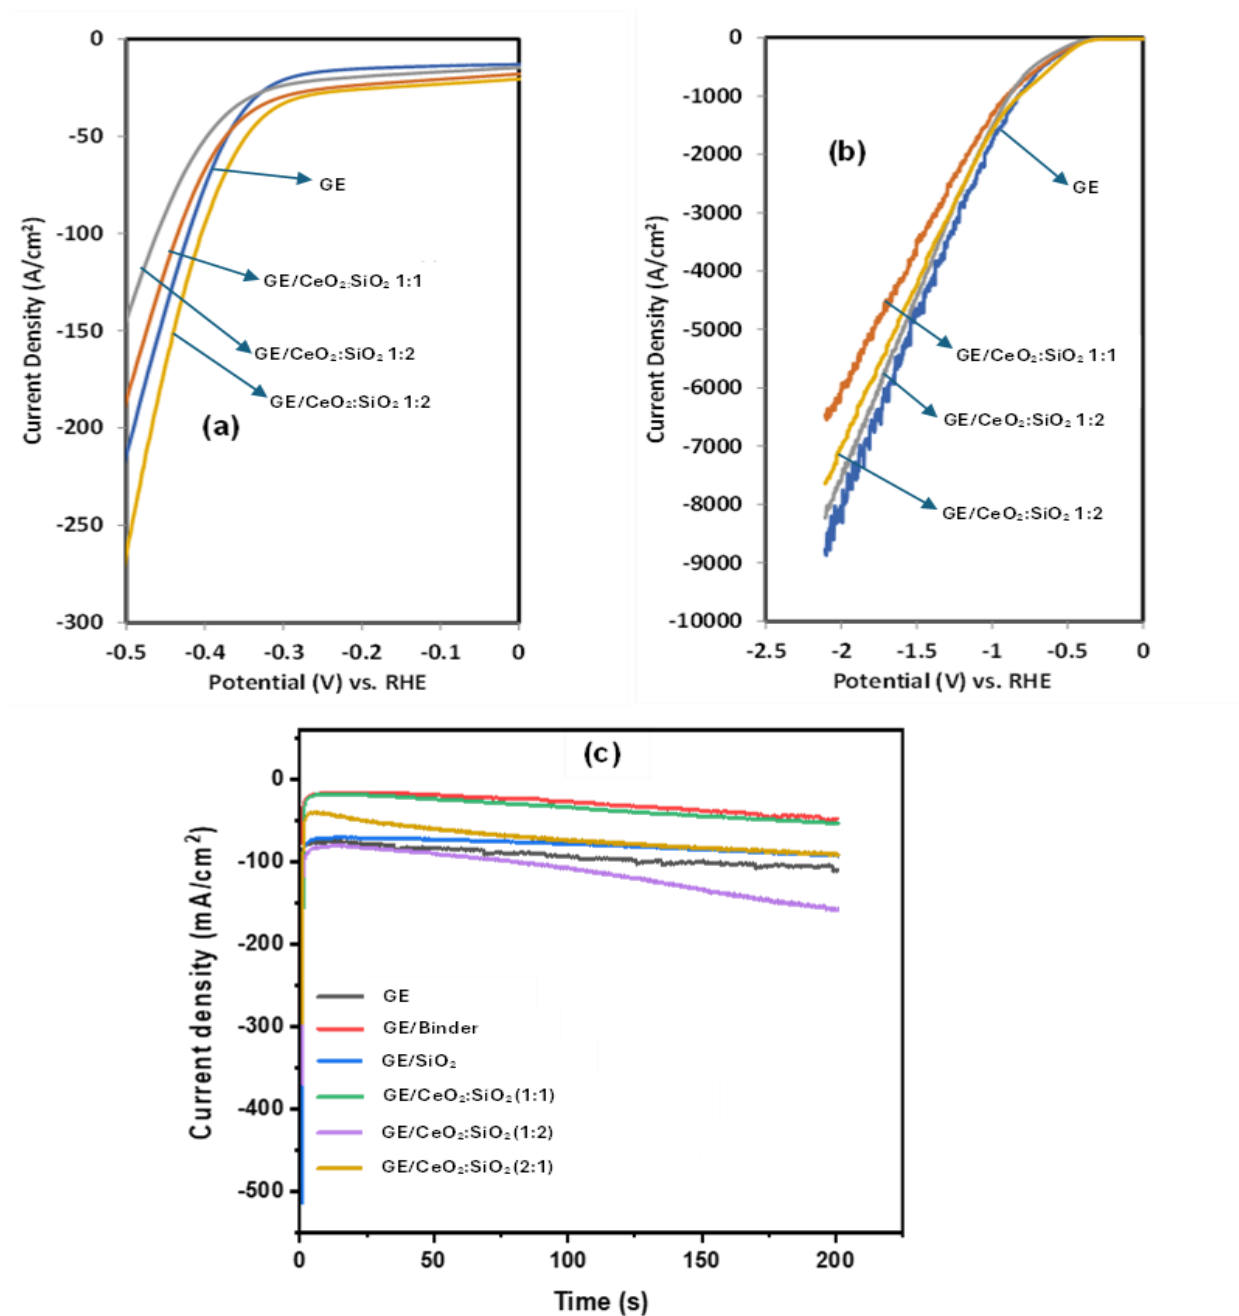 0
-50
-100
-150
-200
-250
-300
-0.5 -0.4 -0.3 -0.2 -0.1 0
Potential (V) vs. RHE
Current Density (A/cm²)
GE
GE/CeO₂:SiO₂ 1:1
GE/CeO₂:SiO₂ 1:2
GE/CeO₂:SiO₂ 1:2
(a)
0
-1000
-2000
-3000
-4000
-5000
-6000
-7000
-8000
-9000
-10000
-2.5 -2 -1.5 -1 -0.5 0
Potential (V) vs. RHE
Current Density (A/cm²)
(b)
GE
GE/CeO₂:SiO₂ 1:1
GE/CeO₂:SiO₂ 1:2
GE/CeO₂:SiO₂ 1:2
(c)
0
-100
-200
-300
-400
-500
0 50 100 150 200
Time (s)
Current density (mA/cm²)
GE
GE/Binder
GE/SiO₂
GE/CeO₂:SiO₂ (1:1)
GE/CeO₂:SiO₂ (1:2)
GE/CeO₂:SiO₂ (2:1)